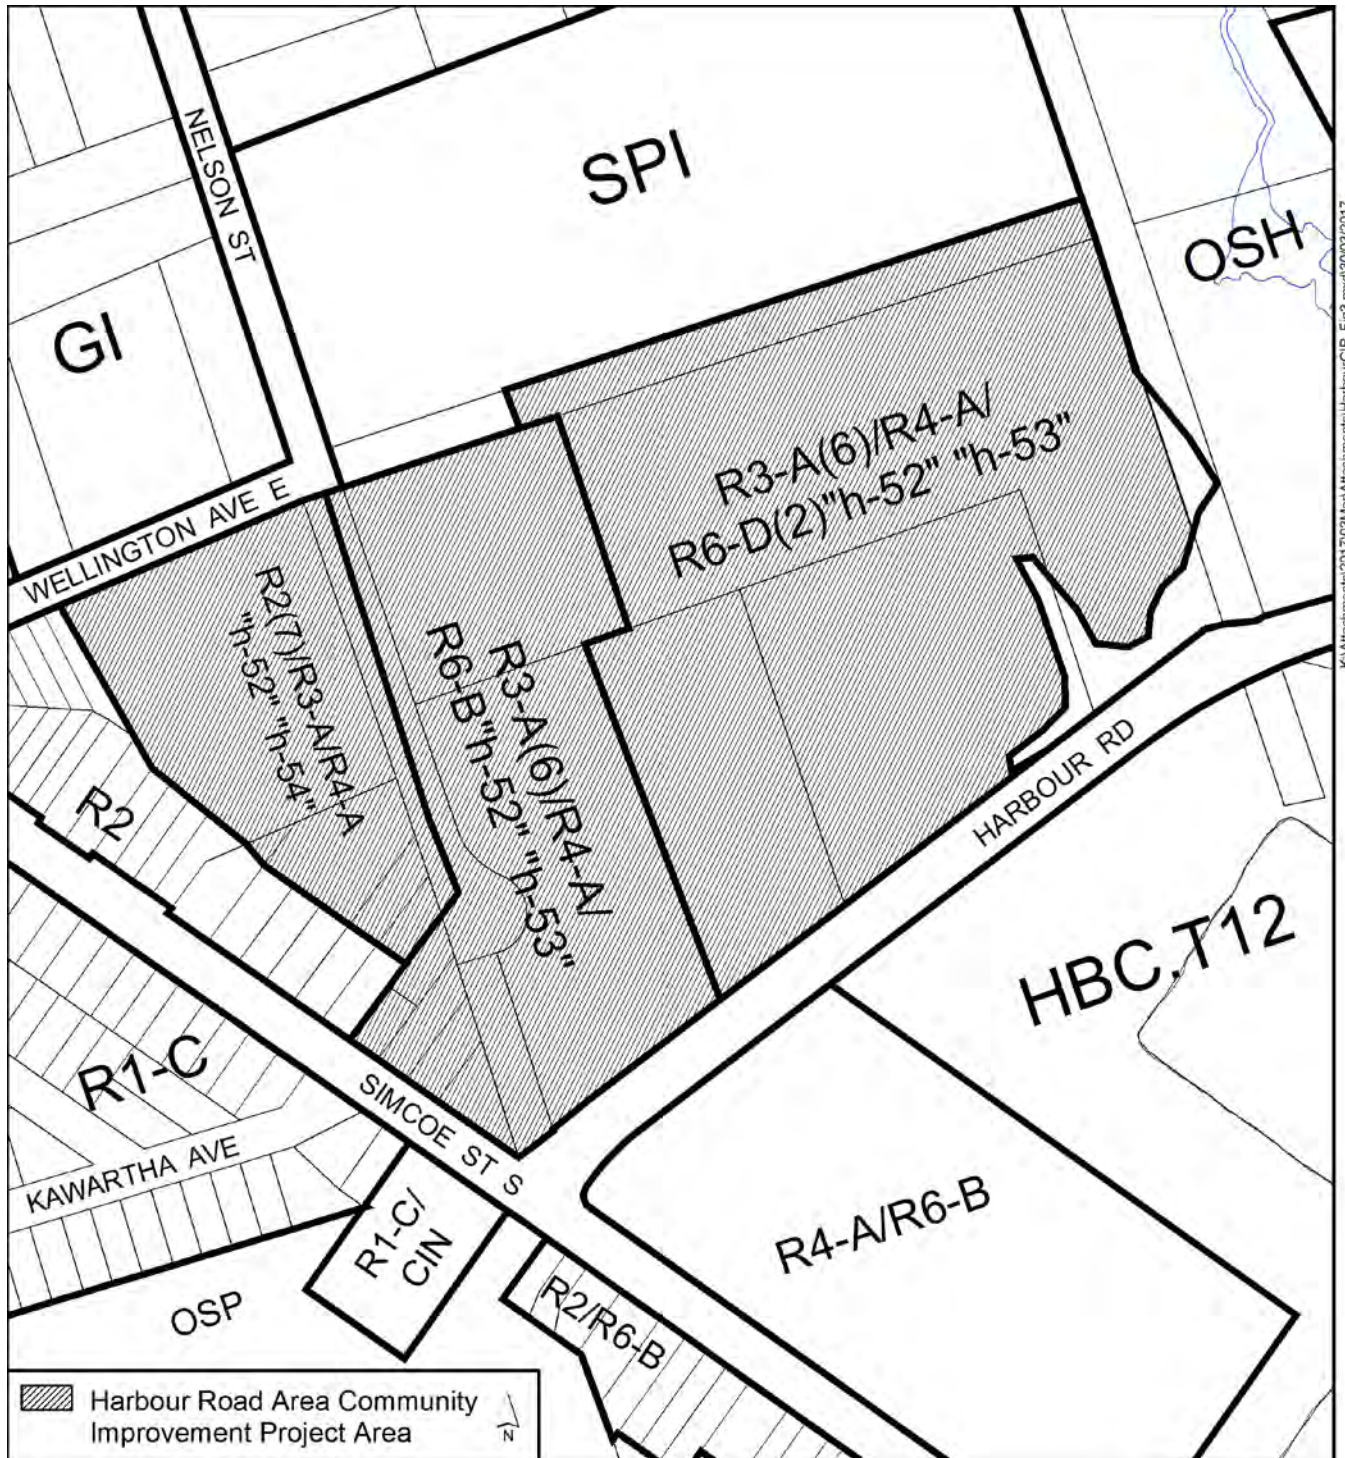 NELSON ST
SPI
OSH
GI
R3-A(6)/R4-A/
R6-D(2)"h-52" "h-53"
WELLINGTON AVE E
R2(7)/R3-A/R4-A
"h-52" "h-54"
R3-A(6)/R4-A/
R6-B"h-52" "h-53"
R2
HARBOUR RD
HBC.T12
R1-C
SIMCOE ST S
KAWARTHA AVE
R1-C/
CIN
R4-A/R6-B
OSP
R2/R6-B
Harbour Road Area Community
Improvement Project Area
N